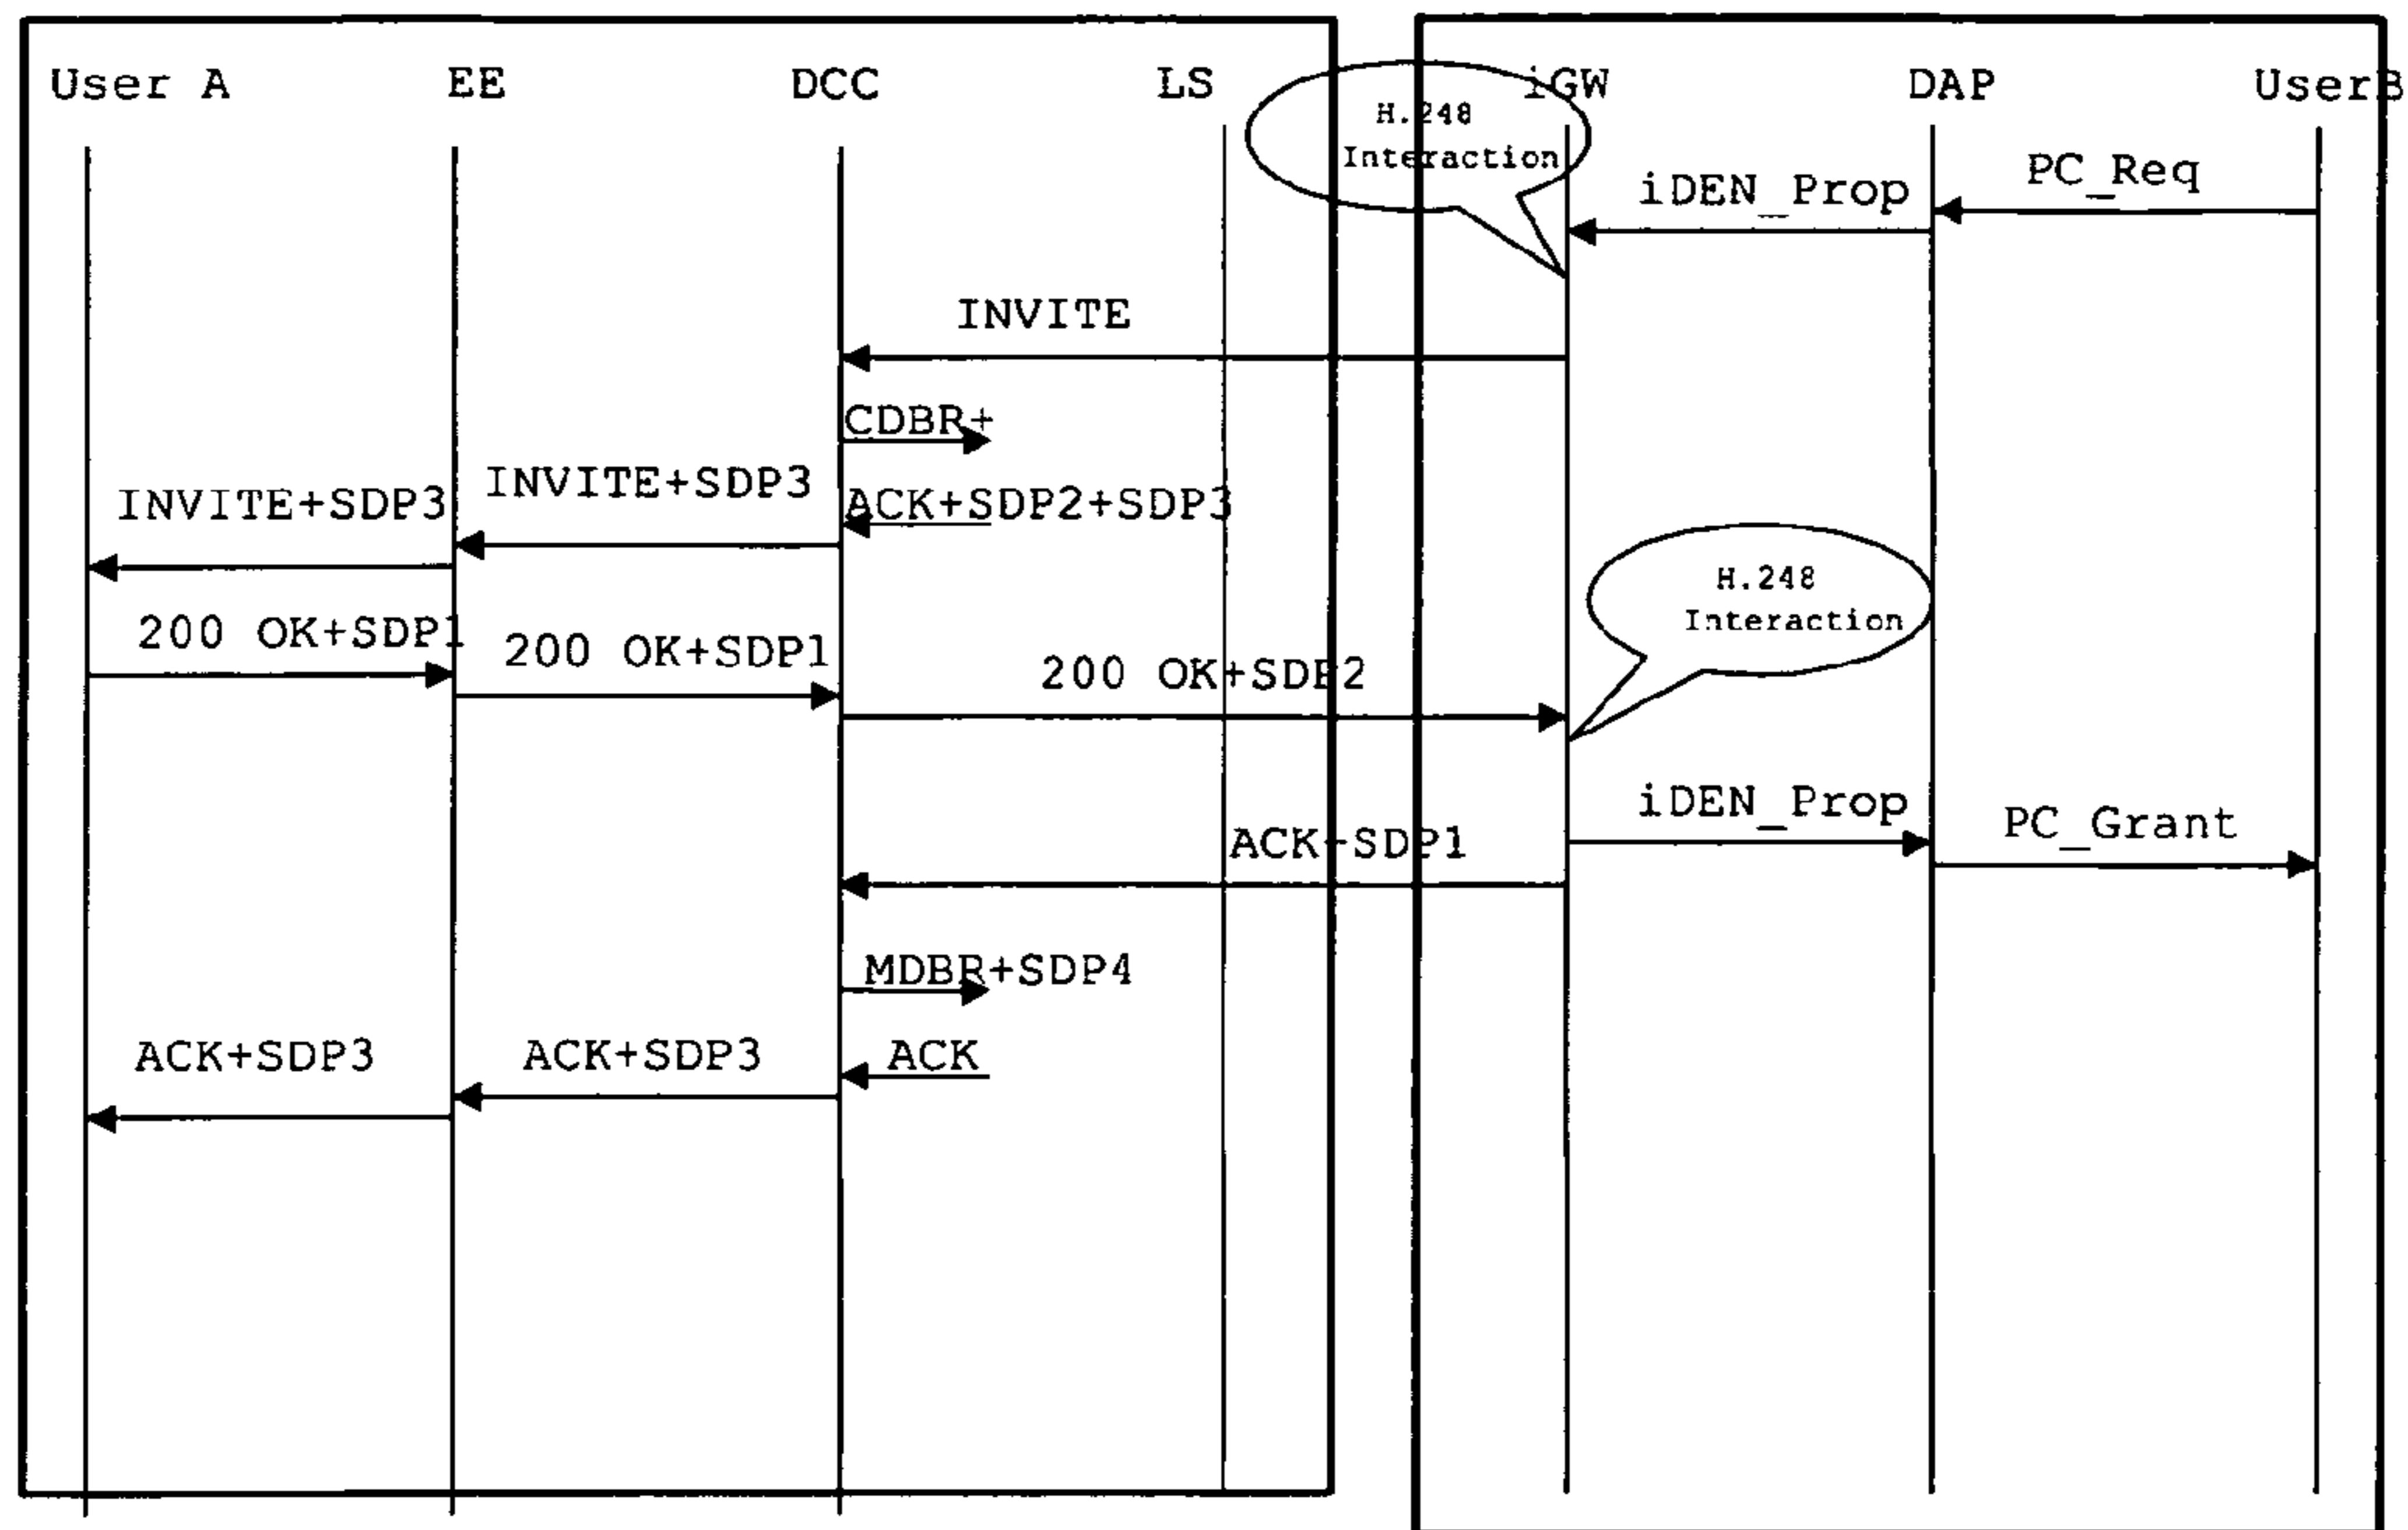 User A EE DCC LS iGW DAP UserB
H.248
Interaction
PC_Req
iDEN_Prop
INVITE
CDBR+
INVITE+SDP3
INVITE+SDP3
ACK+SDP2+SDP3
H.248
Interaction
200 OK+SDP1
200 OK+SDP1
200 OK+SDP2
iDEN_Prop
PC_Grant
ACK+SDP1
MDBR+SDP4
ACK+SDP3
ACK+SDP3
ACK